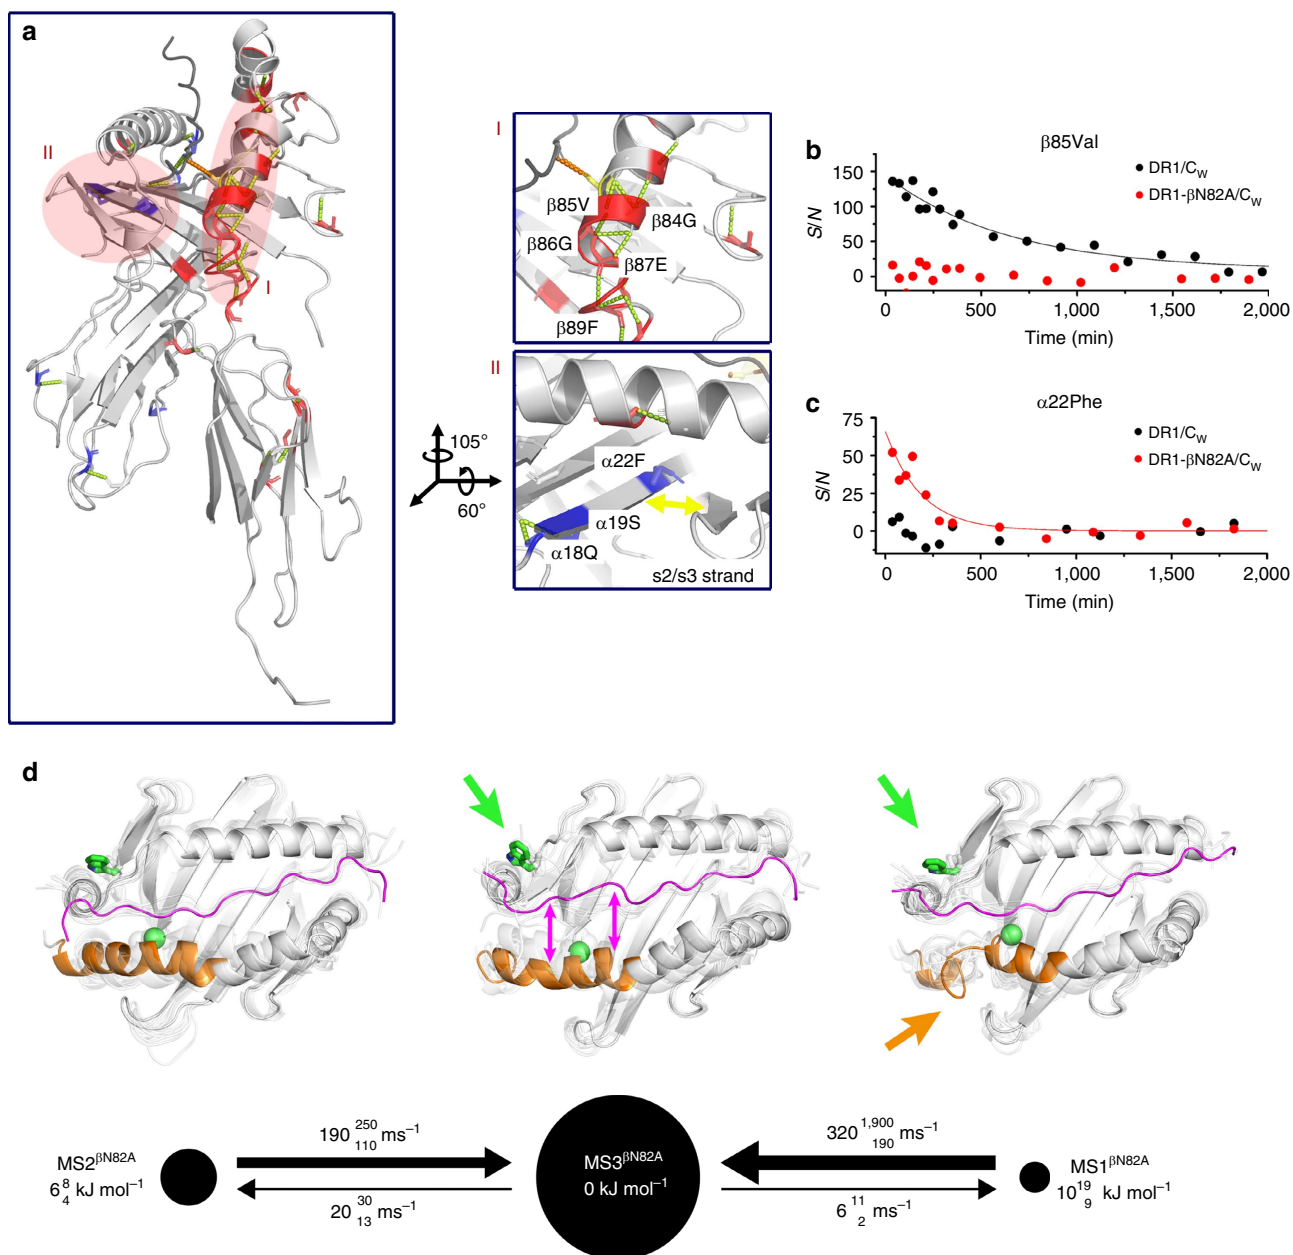 a
II
I
105°
60°
I
β85V
β84G
β86G
β87E
β89F
II
α22F
α19S
α18Q
s2/s3 strand
b
β85Val
DR1/CW
DR1-βN82A/CW
S/N
150
100
50
0
0 500 1,000 1,500 2,000
Time (min)
c
α22Phe
DR1/CW
DR1-βN82A/CW
S/N
75
50
25
0
0 500 1,000 1,500 2,000
Time (min)
d
MS2βN82A
6 8 4 kJ mol−1
190 250 110 ms−1
20 30 13 ms−1
MS3βN82A
0 kJ mol−1
320 1,900 190 ms−1
6 11 2 ms−1
MS1βN82A
10 19 9 kJ mol−1